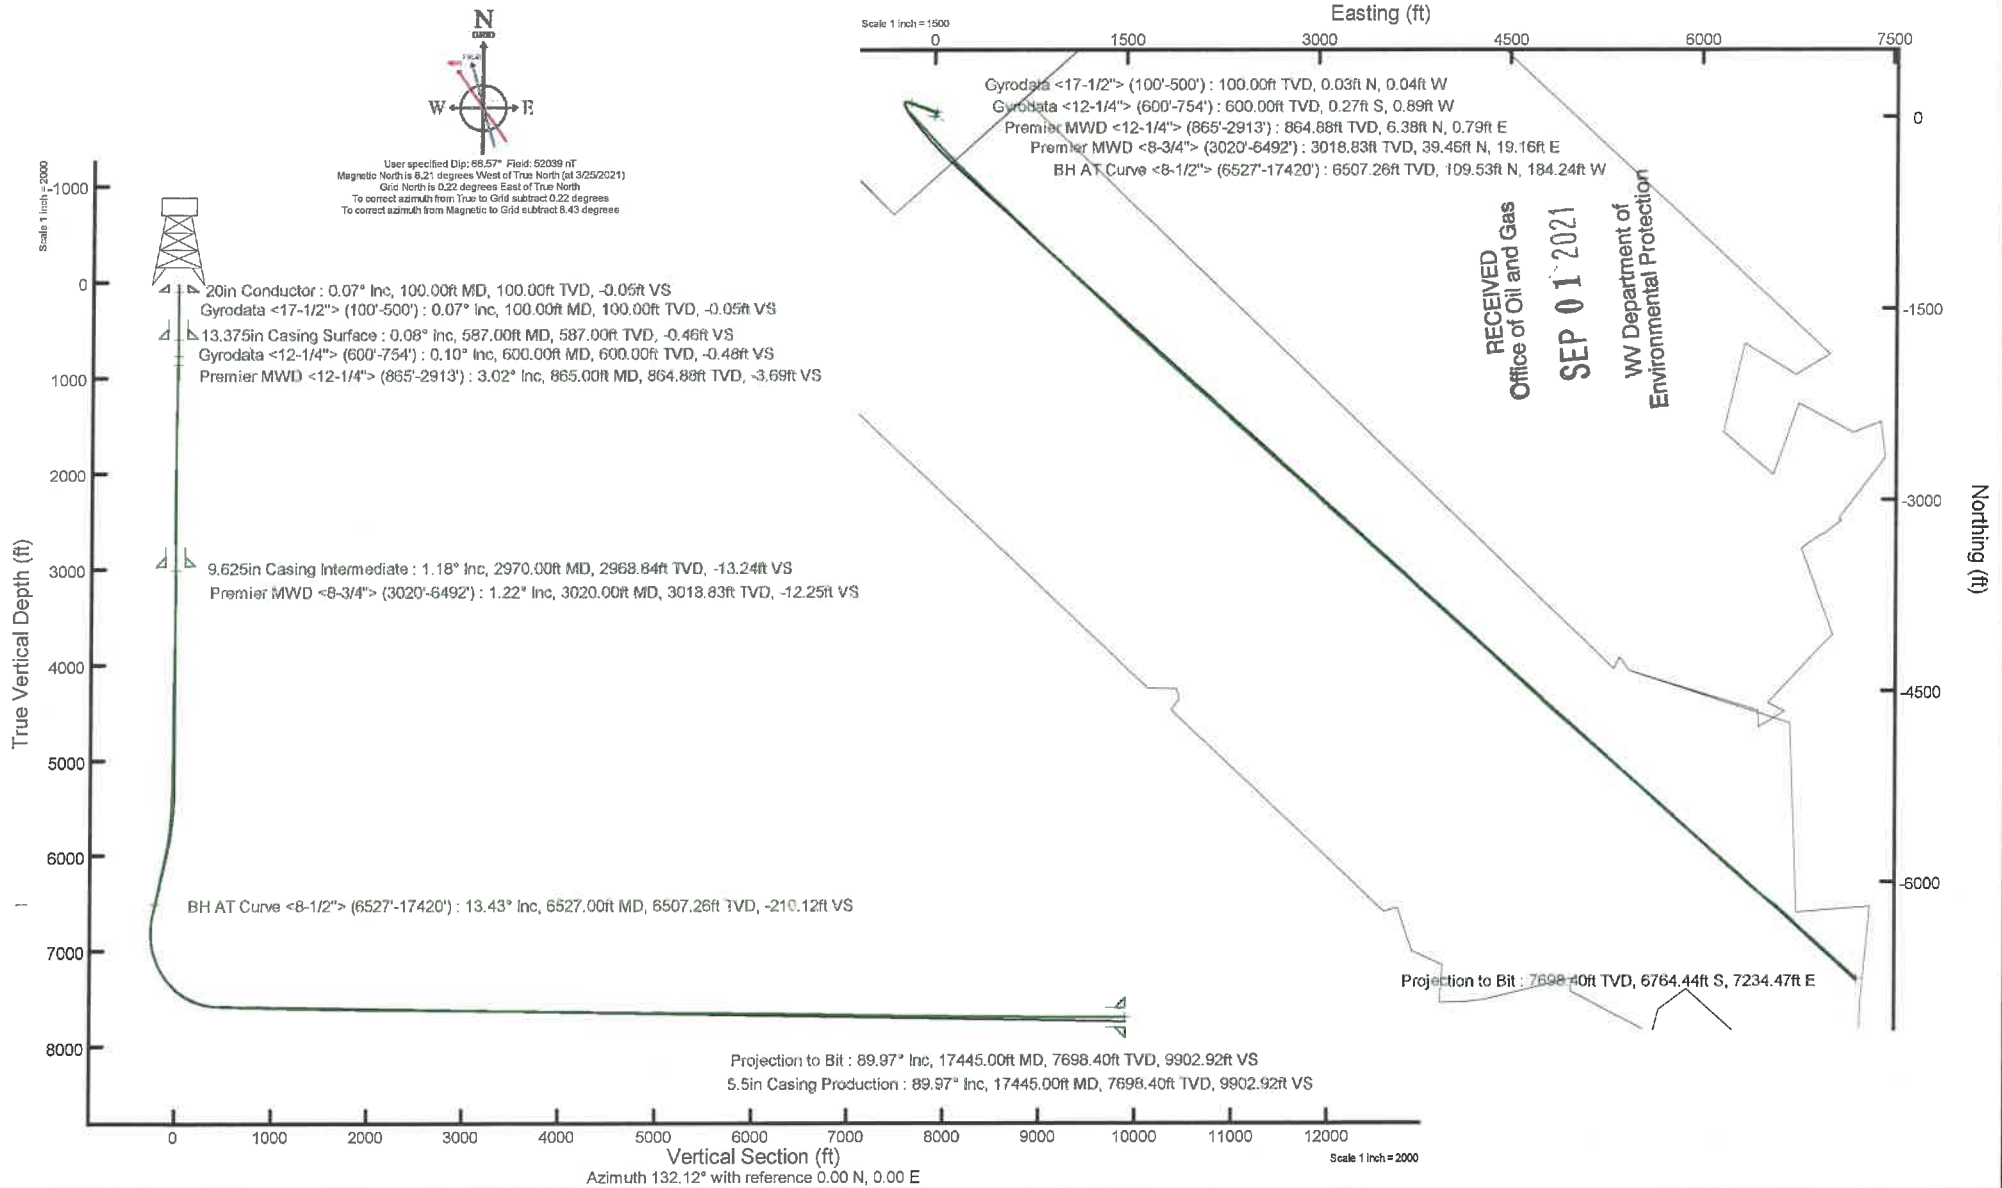 N
GRID
W
E
User specified Dip: 66.57° Field: 52039 nT
Magnetic North is 8.21 degrees West of True North (at 3/25/2021)
Grid North is 0.22 degrees East of True North
To correct azimuth from True to Grid subtract 0.22 degrees
To correct azimuth from Magnetic to Grid subtract 8.43 degrees
Scale 1 inch = 2000
-1000
0
1000
2000
3000
4000
5000
6000
7000
8000
True Vertical Depth (ft)
20in Conductor : 0.07° Inc, 100.00ft MD, 100.00ft TVD, -0.05ft VS
Gyrodata <17-1/2"> (100'-500') : 0.07° Inc, 100.00ft MD, 100.00ft TVD, -0.05ft VS
13.375in Casing Surface : 0.08° Inc, 587.00ft MD, 587.00ft TVD, -0.46ft VS
Gyrodata <12-1/4"> (600'-754') : 0.10° Inc, 600.00ft MD, 600.00ft TVD, -0.48ft VS
Premier MWD <12-1/4"> (865'-2913') : 3.02° Inc, 865.00ft MD, 864.88ft TVD, -3.69ft VS
9.625in Casing Intermediate : 1.18° Inc, 2970.00ft MD, 2968.84ft TVD, -13.24ft VS
Premier MWD <8-3/4"> (3020'-6492') : 1.22° Inc, 3020.00ft MD, 3018.83ft TVD, -12.25ft VS
BH AT Curve <8-1/2"> (6527'-17420') : 13.43° Inc, 6527.00ft MD, 6507.26ft TVD, -210.12ft VS
Projection to Bit : 89.97° Inc, 17445.00ft MD, 7698.40ft TVD, 9902.92ft VS
5.5in Casing Production : 89.97° Inc, 17445.00ft MD, 7698.40ft TVD, 9902.92ft VS
0 1000 2000 3000 4000 5000 6000 7000 8000 9000 10000 11000 12000
Vertical Section (ft)
Scale 1 inch = 2000
Azimuth 132.12° with reference 0.00 N, 0.00 E
Scale 1 inch = 1500
Easting (ft)
0 1500 3000 4500 6000 7500
Gyrodata <17-1/2"> (100'-500') : 100.00ft TVD, 0.03ft N, 0.04ft W
Gyrodata <12-1/4"> (600'-754') : 600.00ft TVD, 0.27ft S, 0.89ft W
Premier MWD <12-1/4"> (865'-2913') : 864.88ft TVD, 6.38ft N, 0.79ft E
Premier MWD <8-3/4"> (3020'-6492') : 3018.83ft TVD, 39.46ft N, 19.16ft E
BH AT Curve <8-1/2"> (6527'-17420') : 6507.26ft TVD, 109.53ft N, 184.24ft W
RECEIVED
Office of Oil and Gas
SEP 01 2021
WV Department of
Environmental Protection
0
-1500
-3000
-4500
-6000
Northing (ft)
Projection to Bit : 7698.40ft TVD, 6764.44ft S, 7234.47ft E